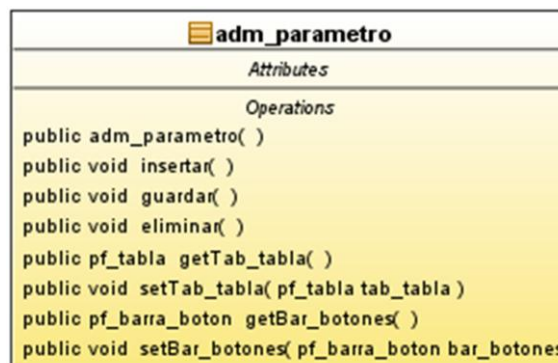 adm_parametro
Attributes
Operations
public adm_parametro( )
public void insertar( )
public void guardar( )
public void eliminar( )
public pf_tabla getTab_tabla( )
public void setTab_tabla( pf_tabla tab_tabla )
public pf_barra_boton getBar_botones( )
public void setBar_botones( pf_barra_boton bar_botones